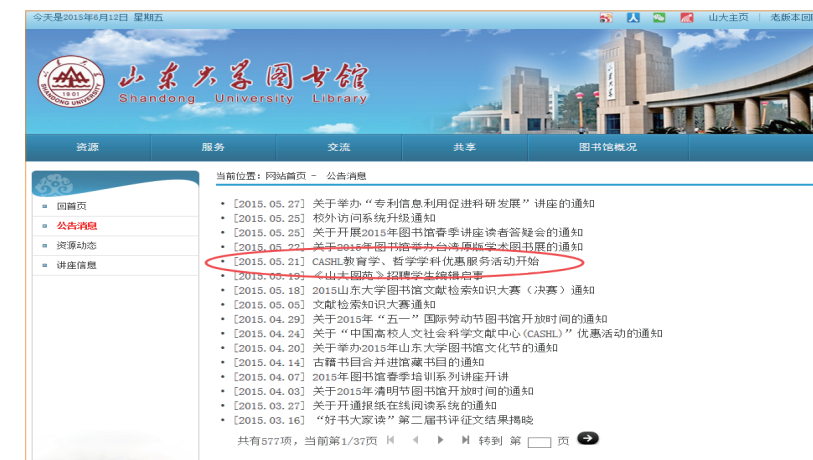 今天是2015年6月12日 星期五
山大主页 | 老版本回
山东大学图书馆
Shandong University Library
SHANDONG UNIVERSITY
1901
资源 服务 交流 共享 图书馆概况
当前位置：网站首页 - 公告消息
回首页
公告消息
资源动态
讲座信息
• [2015.05.27] 关于举办“专利信息利用促进科研发展”讲座的通知
• [2015.05.25] 校外访问系统升级通知
• [2015.05.25] 关于开展2015年图书馆春季讲座读者答疑会的通知
• [2015.05.22] 关于2015年图书馆举办台湾原版学术图书展的通知
• [2015.05.21] CASHL教育学、哲学学科优惠服务活动开始
• [2015.05.19] 《山大图苑》招聘学生编辑启事
• [2015.05.18] 2015山东大学图书馆文献检索知识大赛（决赛）通知
• [2015.05.05] 文献检索知识大赛通知
• [2015.04.29] 关于2015年“五一”国际劳动节图书馆开放时间的通知
• [2015.04.24] 关于“中国高校人文社会科学文献中心(CASHL)”优惠活动的通知
• [2015.04.20] 关于举办2015年山东大学图书馆文化节的通知
• [2015.04.14] 古籍书目合并进馆藏书目的通知
• [2015.04.07] 2015年图书馆春季培训系列讲座开讲
• [2015.04.03] 关于2015年清明节图书馆开放时间的通知
• [2015.03.27] 关于开通报纸在线阅读系统的通知
• [2015.03.16] “好书大家读”第二届书评征文结果揭晓
共有577项，当前第1/37页 转到 第 页